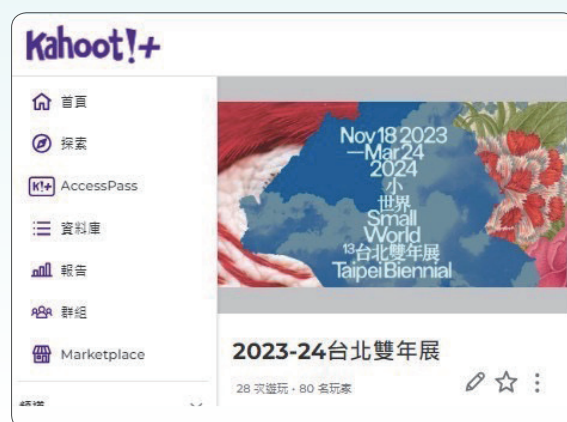 Kahoot!+
首頁
探索
K!+ AccessPass
資料庫
報告
群組
Marketplace
頻道
Nov 18 2023
—Mar 24
2024
小
世界
Small
World
13台北雙年展
Taipei Biennial
2023-24台北雙年展
28 次遊玩・80 名玩家